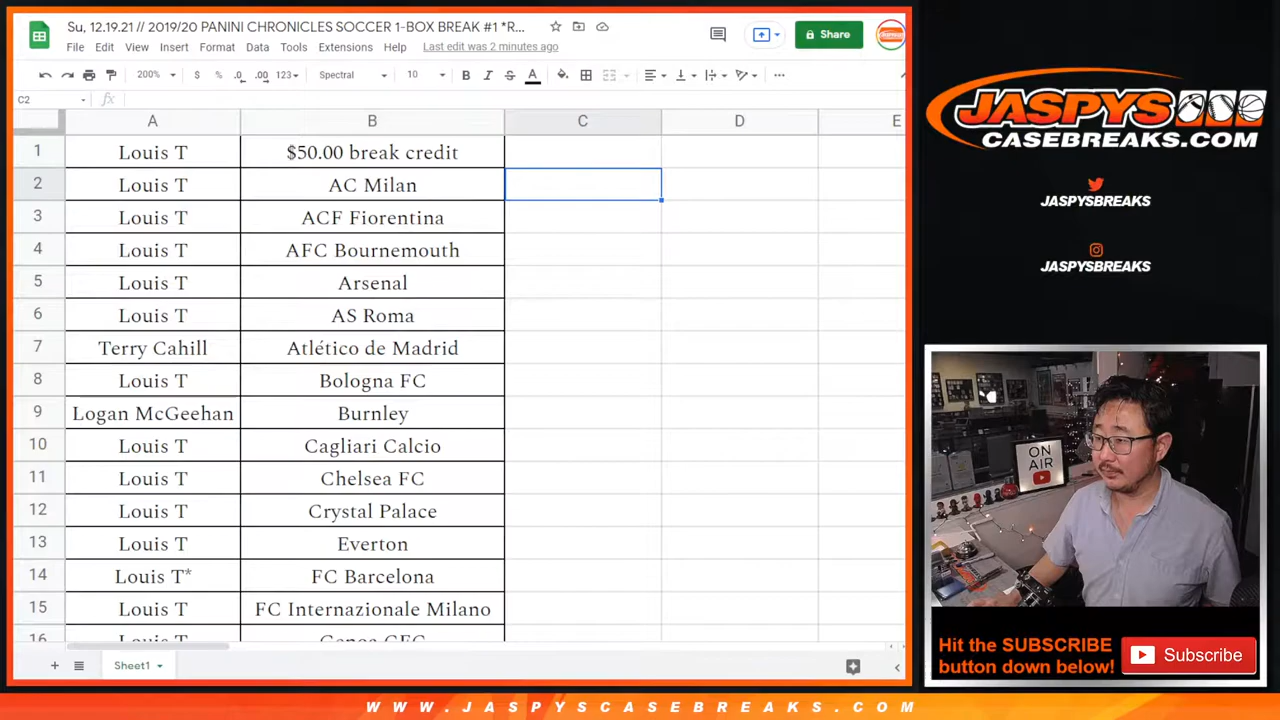 Su, 12.19.21 // 2019/20 PANINI CHRONICLES SOCCER 1-BOX BREAK #1 *R...
File Edit View Insert Format Data Tools Extensions Help Last edit was 2 minutes ago
Share
200% $ % .0 .00 123 Spectral 10 B I S A
C2 fx
A B C D E
1 Louis T $50.00 break credit
2 Louis T AC Milan
3 Louis T ACF Fiorentina
4 Louis T AFC Bournemouth
5 Louis T Arsenal
6 Louis T AS Roma
7 Terry Cahill Atlético de Madrid
8 Louis T Bologna FC
9 Logan McGeehan Burnley
10 Louis T Cagliari Calcio
11 Louis T Chelsea FC
12 Louis T Crystal Palace
13 Louis T Everton
14 Louis T* FC Barcelona
15 Louis T FC Internazionale Milano
16 Louis T Genoa CFC
Sheet1
JASPYS
CASEBREAKS.COM
JASPYSBREAKS
JASPYSBREAKS
ON
AIR
Hit the SUBSCRIBE
button down below!
Subscribe
WWW.JASPYSCASEBREAKS.COM